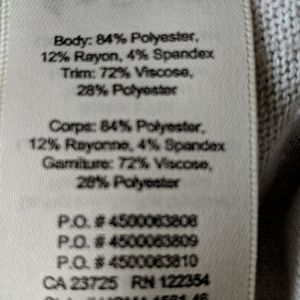 Body: 84% Polyester,
12% Rayon, 4% Spandex
Trim: 72% Viscose,
28% Polyester
Corps: 84% Polyester,
12% Rayonne, 4% Spandex
Garniture: 72% Viscose,
28% Polyester
P.O. # 4500063808
P.O. # 4500063809
P.O. # 4500063810
CA 23725 RN 122354